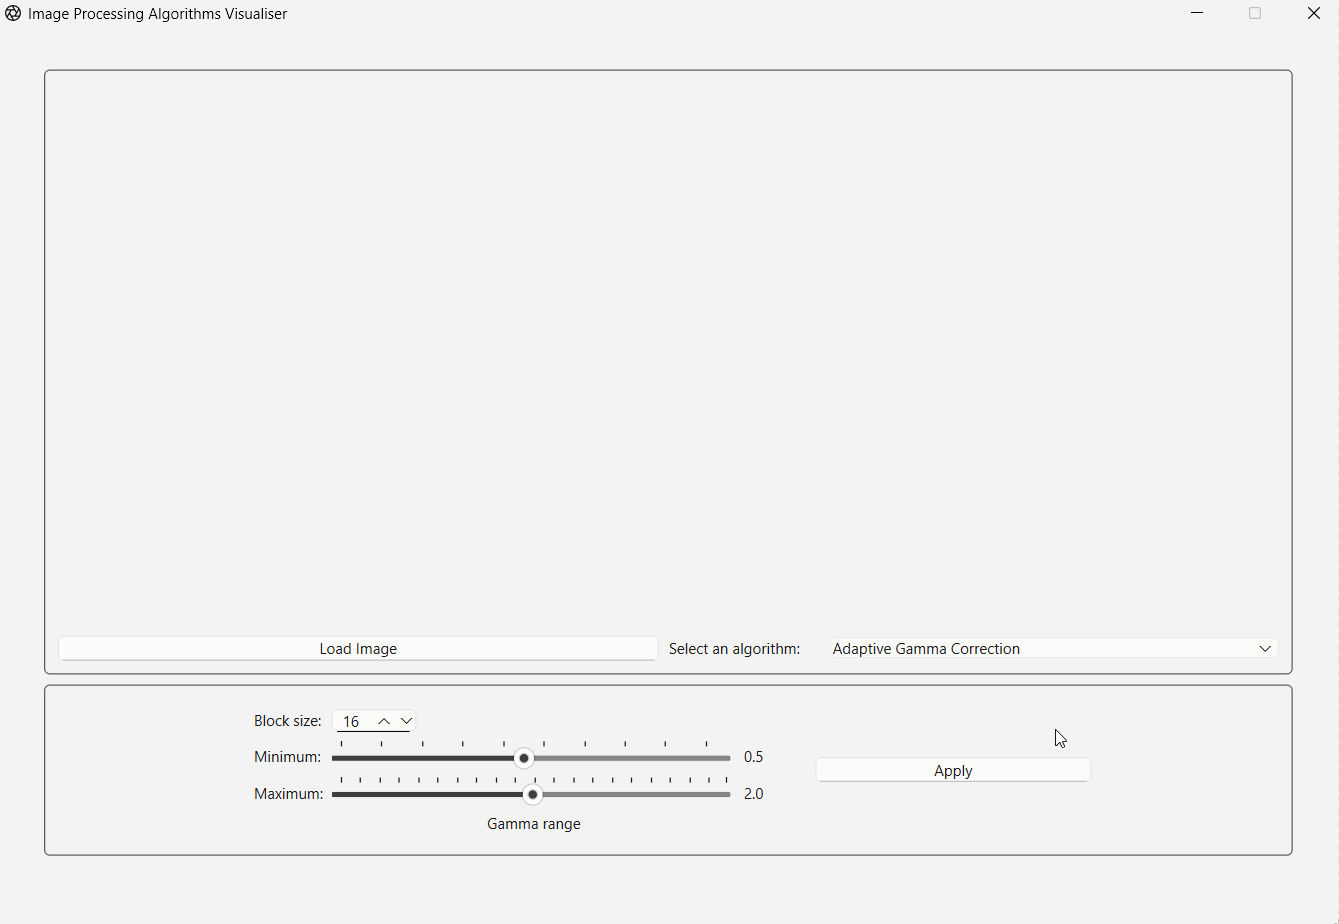 Image Processing Algorithms Visualiser
Load Image
Select an algorithm:
Adaptive Gamma Correction
Block size: 16
Minimum: 0.5
Maximum: 2.0
Gamma range
Apply